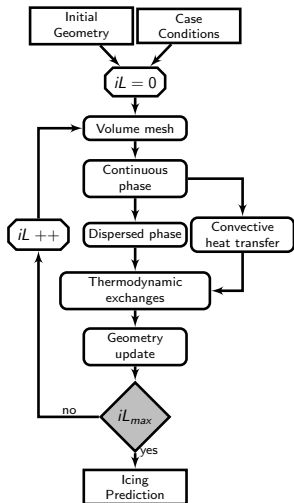 Initial
Geometry
Case
Conditions
iL = 0
Volume mesh
Continuous
phase
iL ++
Dispersed phase
Convective
heat transfer
Thermodynamic
exchanges
Geometry
update
iLmax
no
yes
Icing
Prediction